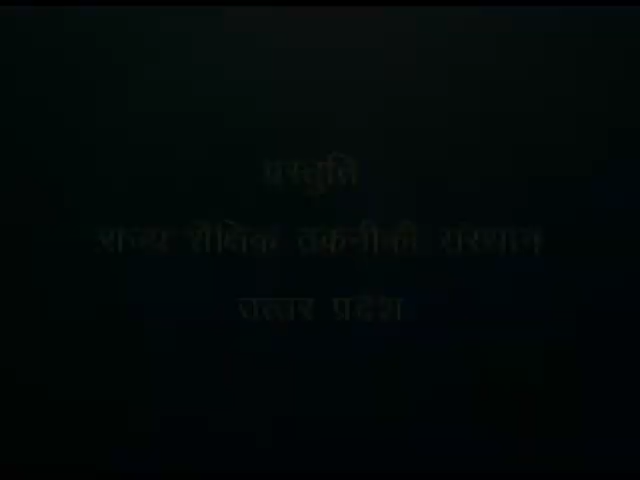 प्रस्तुति
राज्य शैक्षिक तकनीकी संस्थान
उत्तर प्रदेश